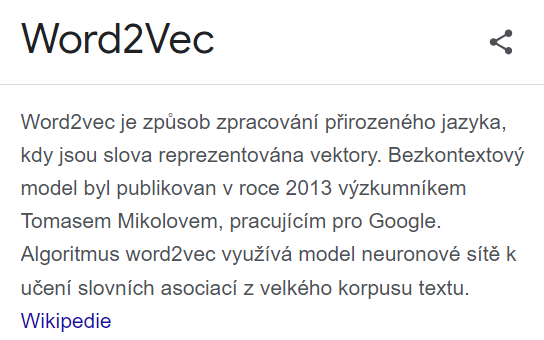 Word2Vec
Word2vec je způsob zpracování přirozeného jazyka,
kdy jsou slova reprezentována vektory. Bezkontextový
model byl publikovan v roce 2013 výzkumníkem
Tomasem Mikolovem, pracujícím pro Google.
Algoritmus word2vec využívá model neuronové sítě k
učení slovních asociací z velkého korpusu textu.
Wikipedie